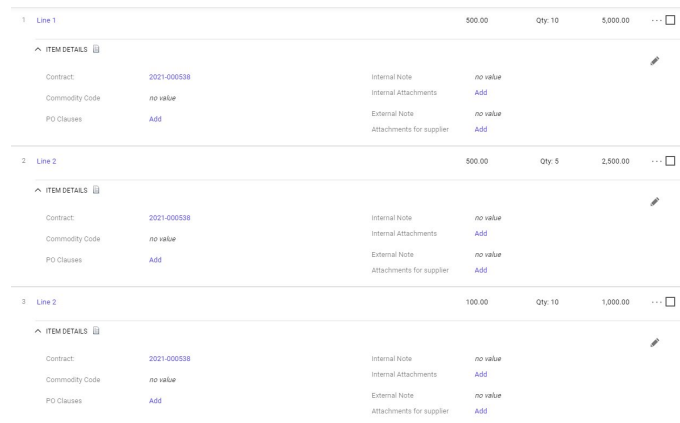 1 Line 1 500.00 Qty: 10 5,000.00 ...
ITEM DETAILS
Contract: 2021-000538 Internal Note no value
Internal Attachments Add
Commodity Code no value
External Note no value
PO Clauses Add
Attachments for supplier Add
2 Line 2 500.00 Qty: 5 2,500.00 ...
ITEM DETAILS
Contract: 2021-000538 Internal Note no value
Internal Attachments Add
Commodity Code no value
External Note no value
PO Clauses Add
Attachments for supplier Add
3 Line 2 100.00 Qty: 10 1,000.00 ...
ITEM DETAILS
Contract: 2021-000538 Internal Note no value
Internal Attachments Add
Commodity Code no value
External Note no value
PO Clauses Add
Attachments for supplier Add